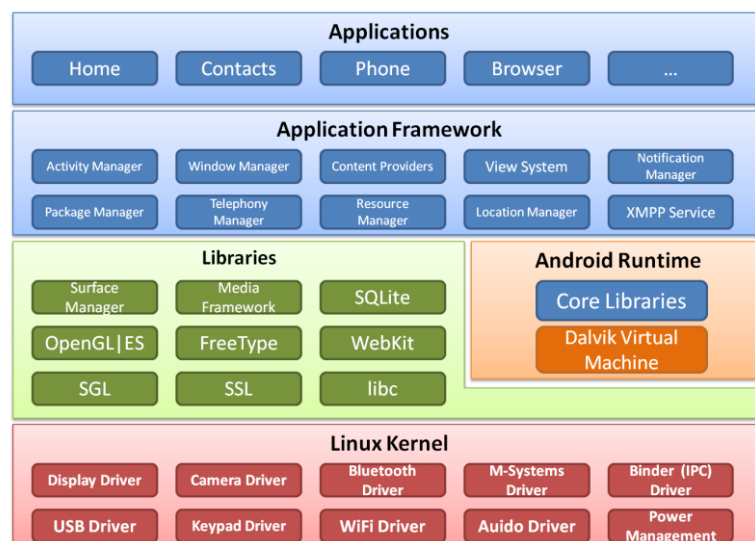 Applications
Home
Contacts
Phone
Browser
...
Application Framework
Activity Manager
Window Manager
Content Providers
View System
Notification
Manager
Package Manager
Telephony
Manager
Resource
Manager
Location Manager
XMPP Service
Libraries
Surface
Manager
Media
Framework
SQLite
OpenGL|ES
FreeType
WebKit
SGL
SSL
libc
Android Runtime
Core Libraries
Dalvik Virtual
Machine
Linux Kernel
Display Driver
Camera Driver
Bluetooth
Driver
M-Systems
Driver
Binder (IPC)
Driver
USB Driver
Keypad Driver
WiFi Driver
Auido Driver
Power
Management